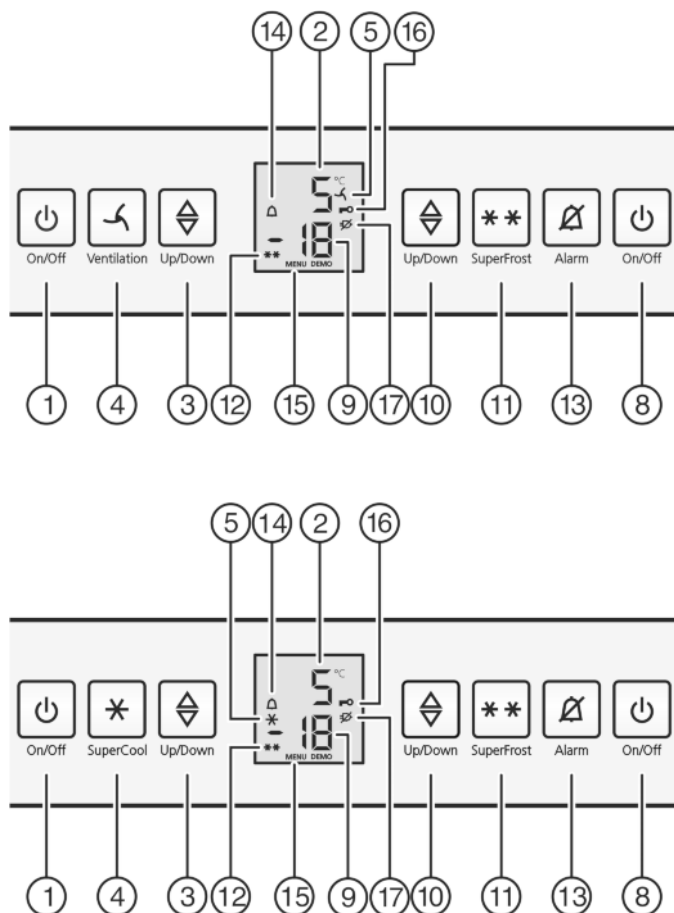 14 2 5 16
5 °C
-18
MENU DEMO
On/Off Ventilation Up/Down Up/Down SuperFrost Alarm On/Off
1 4 3 12 15 9 17 10 11 13 8
5 14 2 16
5 °C
-18
MENU DEMO
On/Off SuperCool Up/Down Up/Down SuperFrost Alarm On/Off
1 4 3 12 15 9 17 10 11 13 8